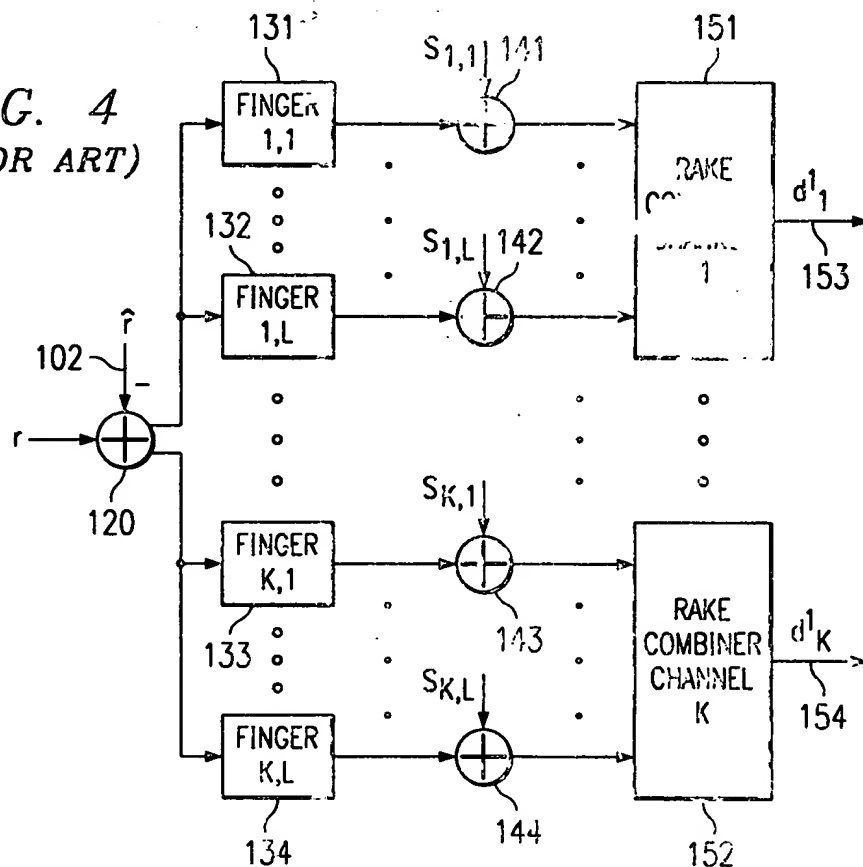 G. 4
OR ART)
131
FINGER
1,1
S1,1
141
151
RAKE
1
d¹1
153
132
FINGER
1,L
S1,L
142
r̂
102
–
r
120
FINGER
K,1
133
SK,1
143
RAKE
COMBINER
CHANNEL
K
d¹K
154
152
FINGER
K,L
134
SK,L
144